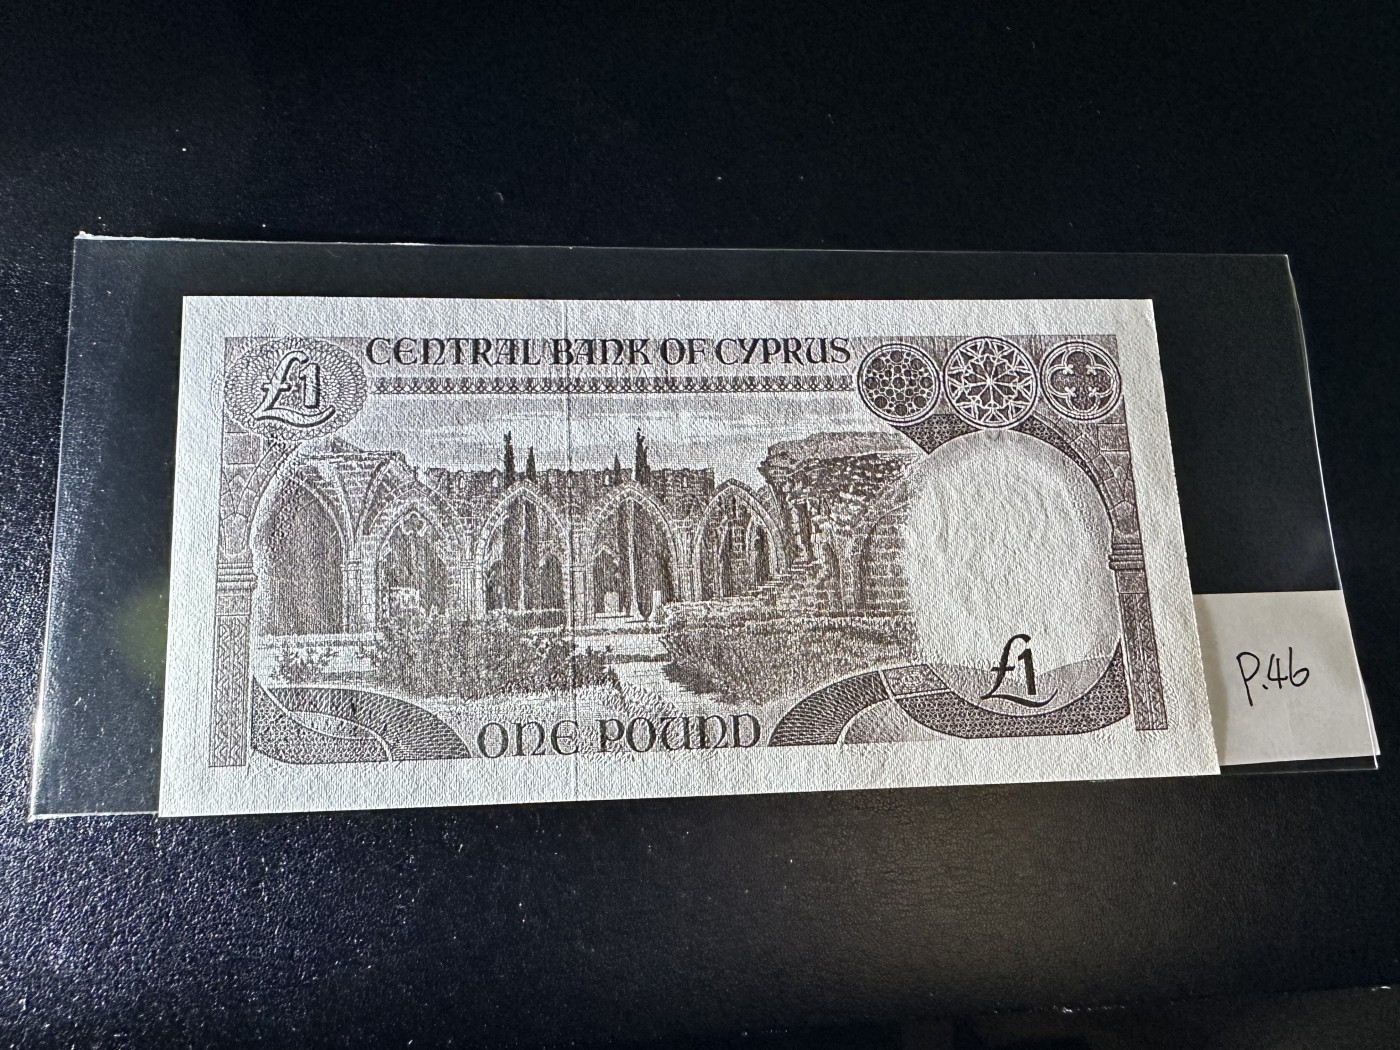 £1
CENTRAL BANK OF CYPRUS
£1
ONE POUND
P.46